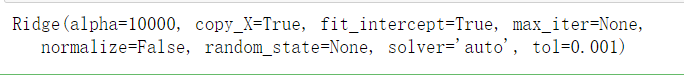 Ridge(alpha=10000, copy_X=True, fit_intercept=True, max_iter=None,
normalize=False, random_state=None, solver='auto', tol=0.001)